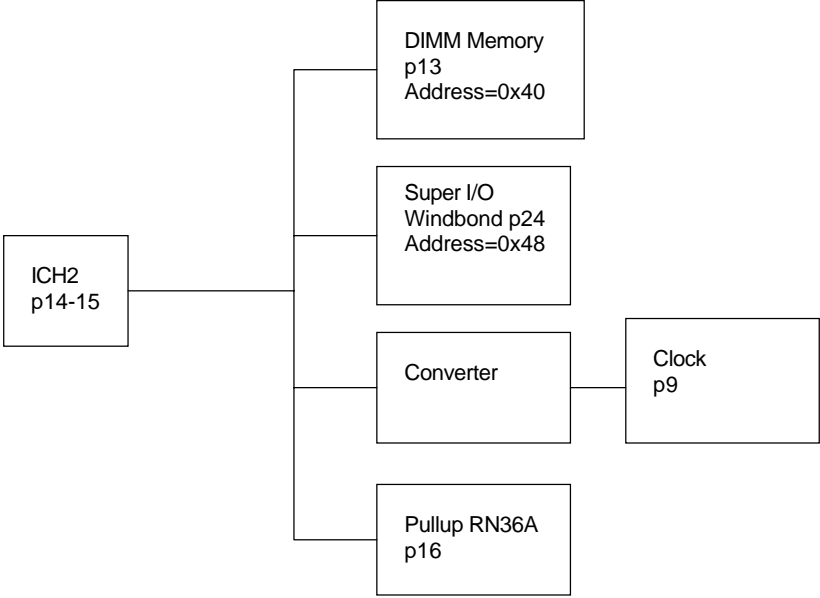 DIMM Memory
p13
Address=0x40
Super I/O
Windbond p24
Address=0x48
ICH2
p14-15
Converter
Clock
p9
Pullup RN36A
p16